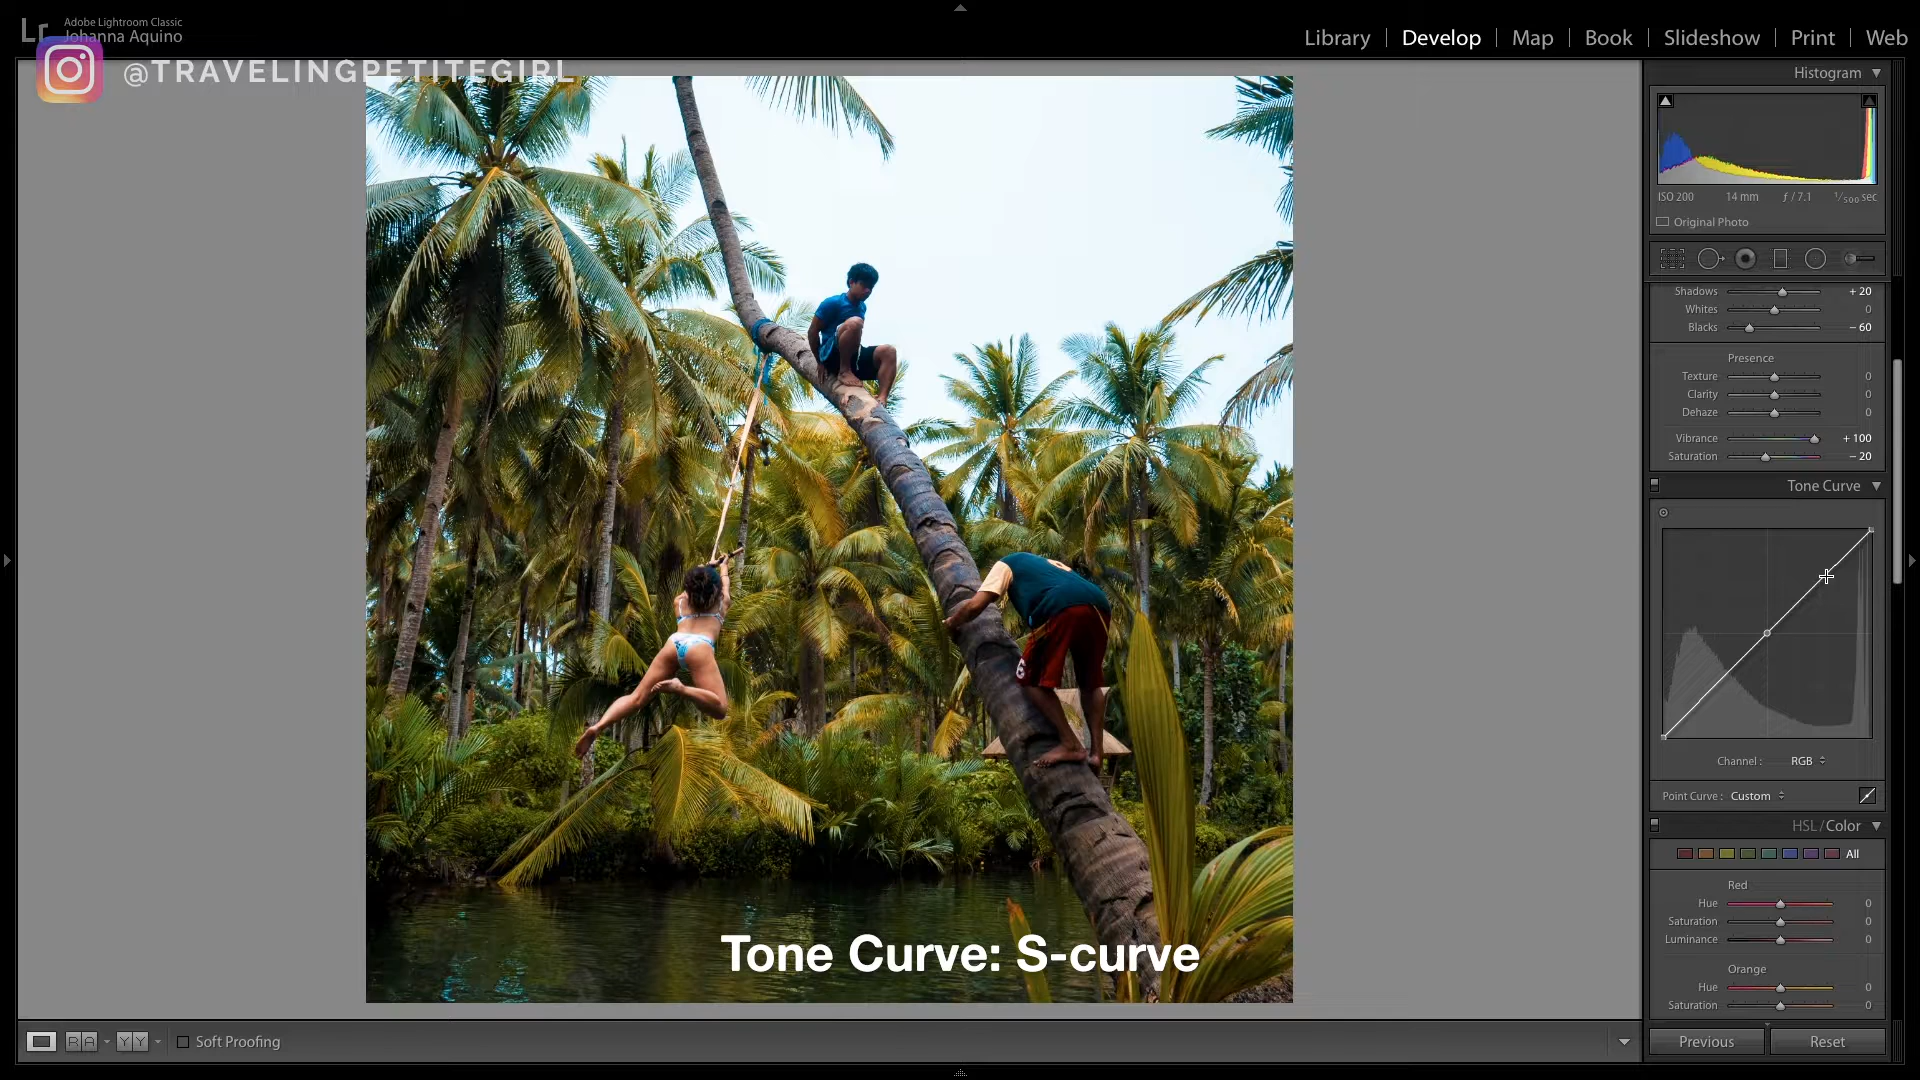 Adobe Lightroom Classic
Johanna Aquino
@TRAVELINGPETITEGIRL
Library | Develop | Map | Book | Slideshow | Print | Web
Histogram
ISO 200 14 mm ƒ / 7.1 1/500 sec
Original Photo
Shadows + 20
Whites 0
Blacks – 60
Presence
Texture 0
Clarity 0
Dehaze 0
Vibrance + 100
Saturation – 20
Tone Curve
Channel : RGB
Point Curve : Custom
HSL / Color
All
Red
Hue 0
Saturation 0
Luminance 0
Orange
Hue 0
Saturation 0
Tone Curve: S-curve
R A Y Y Soft Proofing
Previous Reset